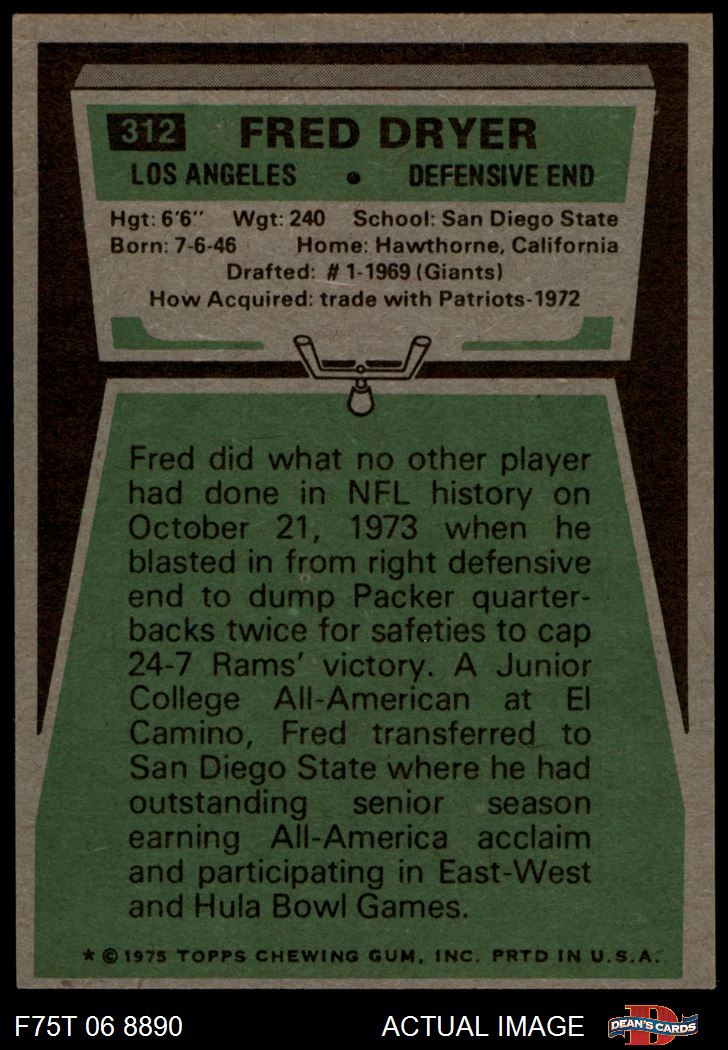 312 FRED DRYER
LOS ANGELES • DEFENSIVE END
Hgt: 6'6" Wgt: 240 School: San Diego State
Born: 7-6-46 Home: Hawthorne, California
Drafted: #1-1969 (Giants)
How Acquired: trade with Patriots-1972
Fred did what no other player
had done in NFL history on
October 21, 1973 when he
blasted in from right defensive
end to dump Packer quarter-
backs twice for safeties to cap
24-7 Rams' victory. A Junior
College All-American at El
Camino, Fred transferred to
San Diego State where he had
outstanding senior season
earning All-America acclaim
and participating in East-West
and Hula Bowl Games.
* © 1975 TOPPS CHEWING GUM, INC. PRTD IN U.S.A.
F75T 06 8890 ACTUAL IMAGE D DEAN'S CARDS